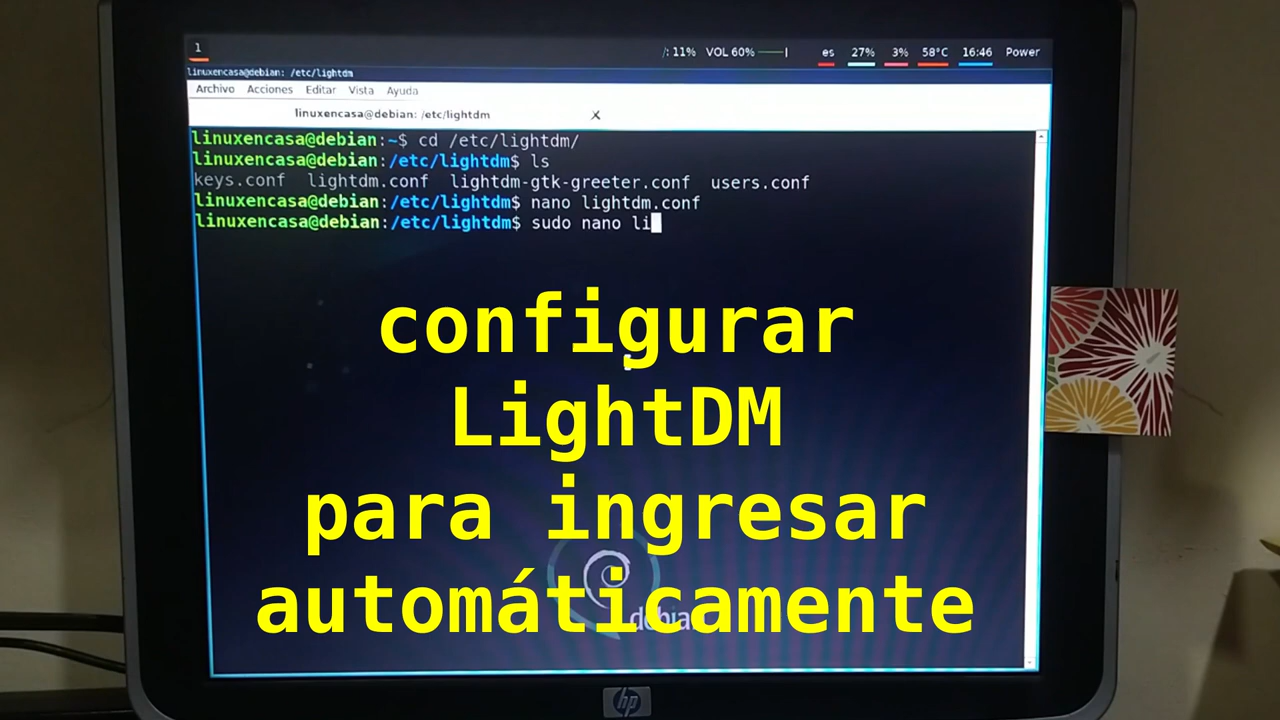 1
/: 11% VOL 60% es 27% 3% 58°C 16:46 Power
linuxencasa@debian: /etc/lightdm
Archivo Acciones Editar Vista Ayuda
linuxencasa@debian: /etc/lightdm X
linuxencasa@debian:~$ cd /etc/lightdm/
linuxencasa@debian:/etc/lightdm$ ls
keys.conf lightdm.conf lightdm-gtk-greeter.conf users.conf
linuxencasa@debian:/etc/lightdm$ nano lightdm.conf
linuxencasa@debian:/etc/lightdm$ sudo nano li
configurar
LightDM
para ingresar
automáticamente
debian
hp